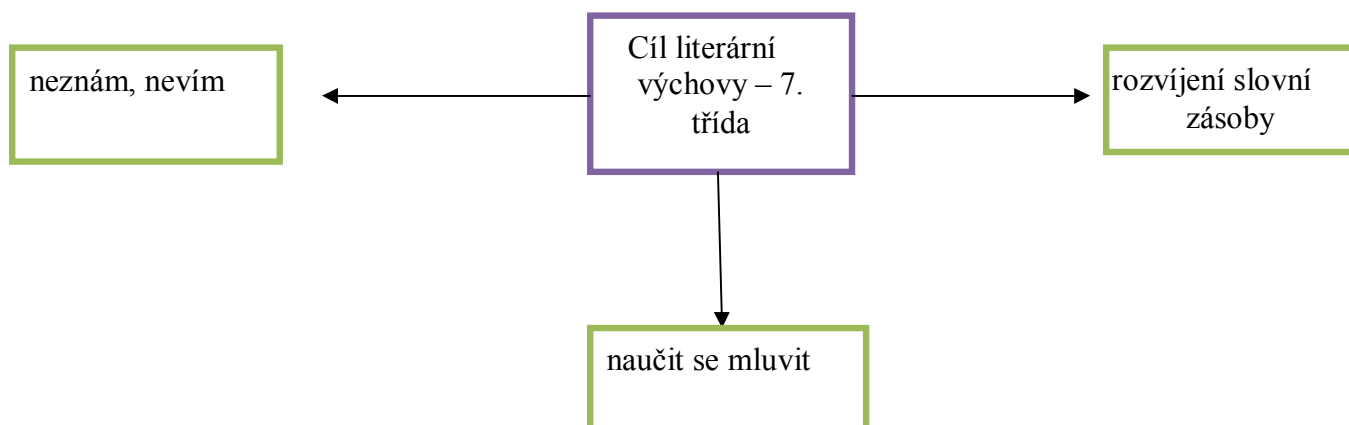 Cíl literární
výchovy – 7.
třída
neznám, nevím
rozvíjení slovní
zásoby
naučit se mluvit